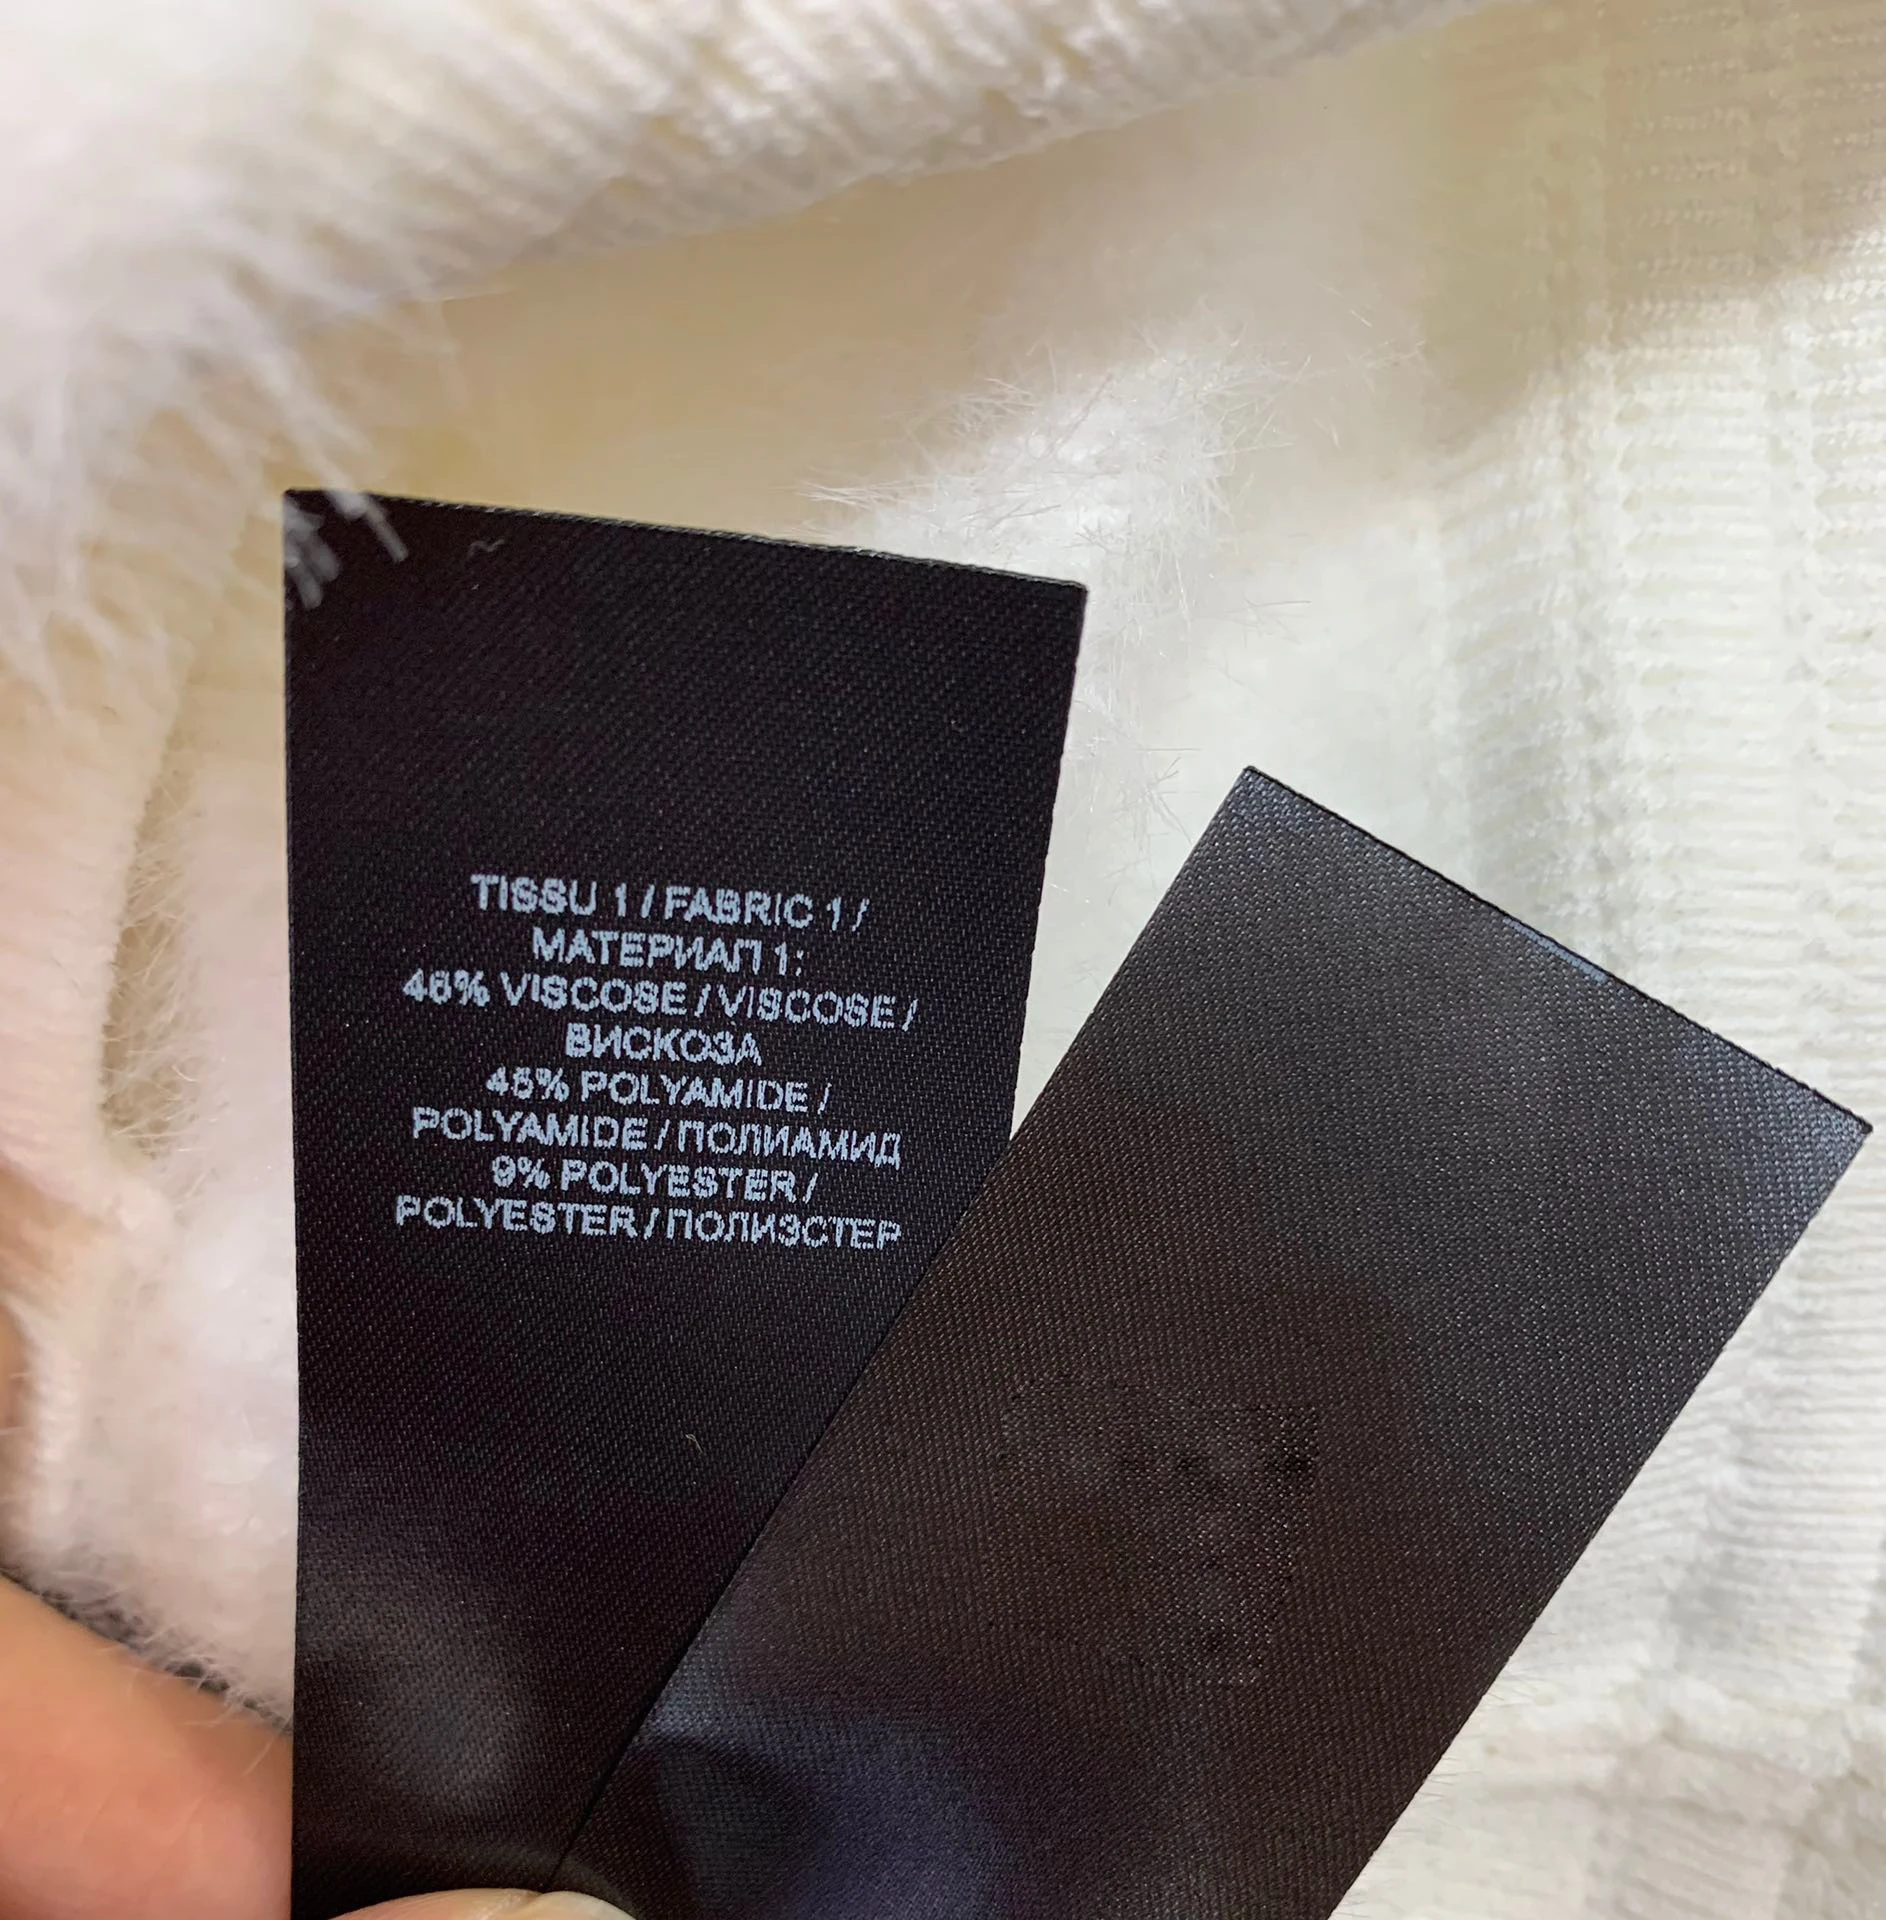 TISSU 1 / FABRIC 1 /
МАТЕРИАЛ 1:
46% VISCOSE / VISCOSE /
ВИСКОЗА
45% POLYAMIDE /
POLYAMIDE / ПОЛИАМИД
9% POLYESTER /
POLYESTER / ПОЛИЭСТЕР